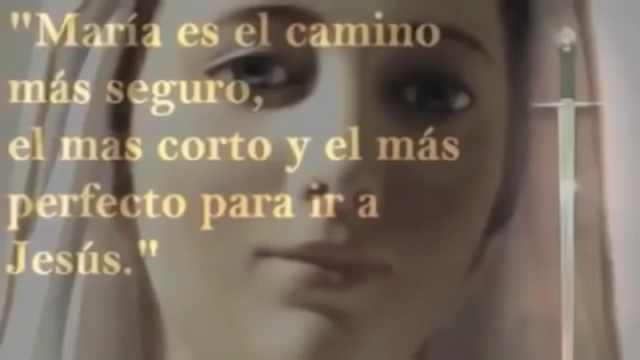 "María es el camino
más seguro,
el mas corto y el más
perfecto para ir a
Jesús."